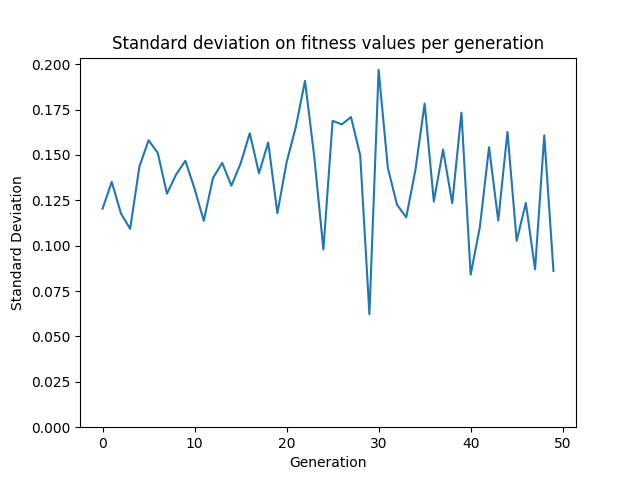 Standard deviation on fitness values per generation
0.200
0.175
0.150
0.125
0.100
0.075
0.050
0.025
0.000
Standard Deviation
0 10 20 30 40 50
Generation